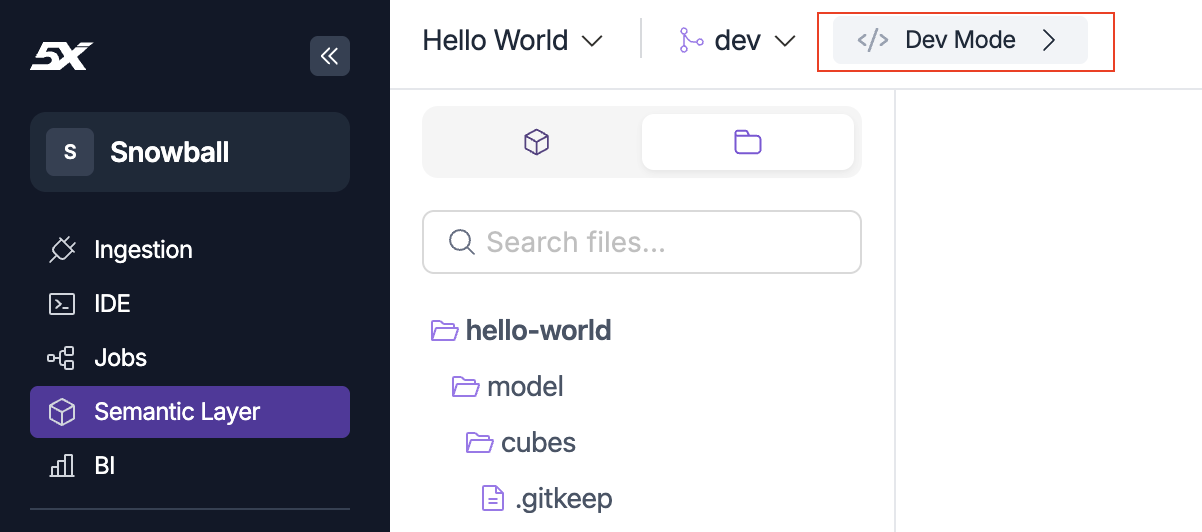 5X
S Snowball
Ingestion
IDE
Jobs
Semantic Layer
BI
Hello World
dev
</> Dev Mode
Search files...
hello-world
model
cubes
.gitkeep